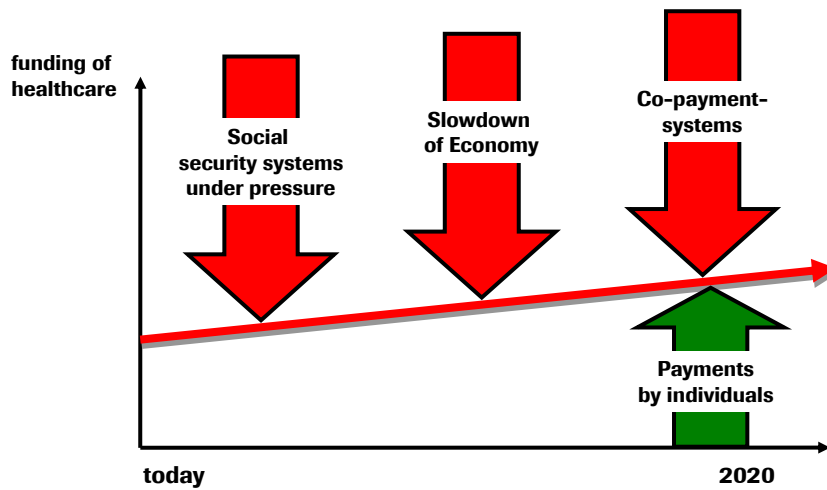 funding of
healthcare
Social
security systems
under pressure
Slowdown
of Economy
Co-payment-
systems
Payments
by individuals
today
2020